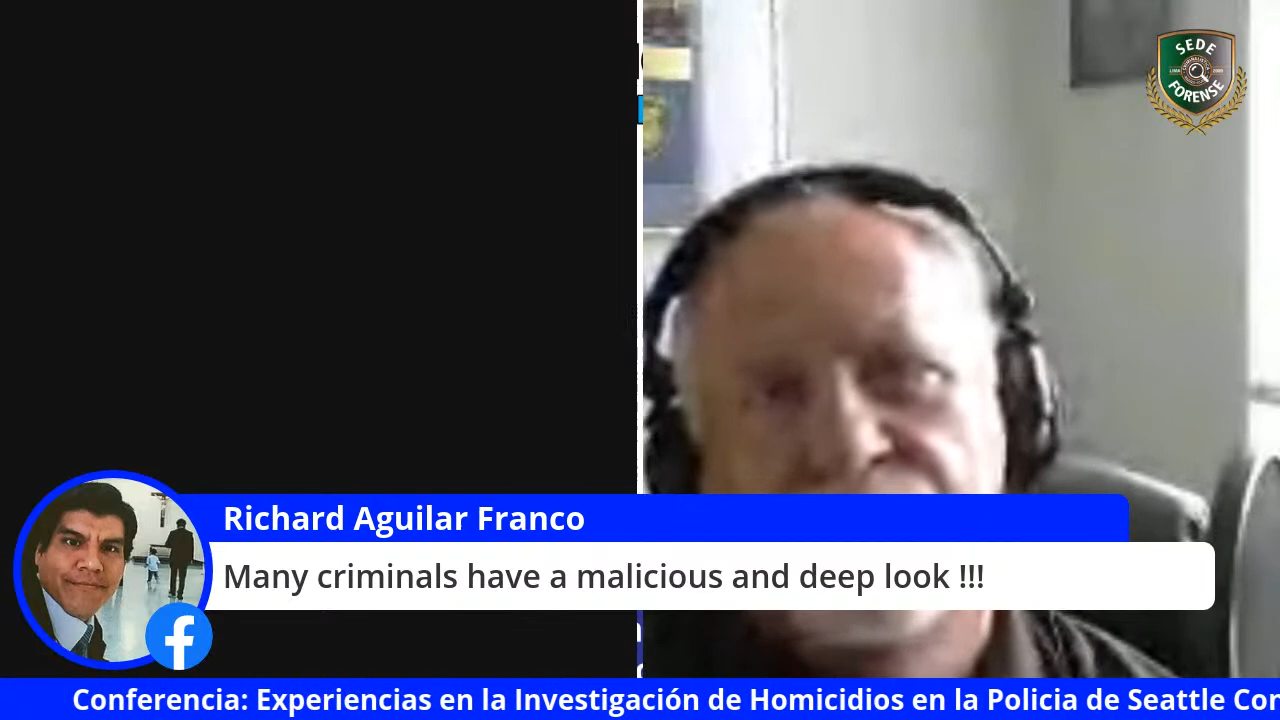 SEDE
FORENSE
Richard Aguilar Franco
Many criminals have a malicious and deep look !!!
Conferencia: Experiencias en la Investigación de Homicidios en la Policia de Seattle Con